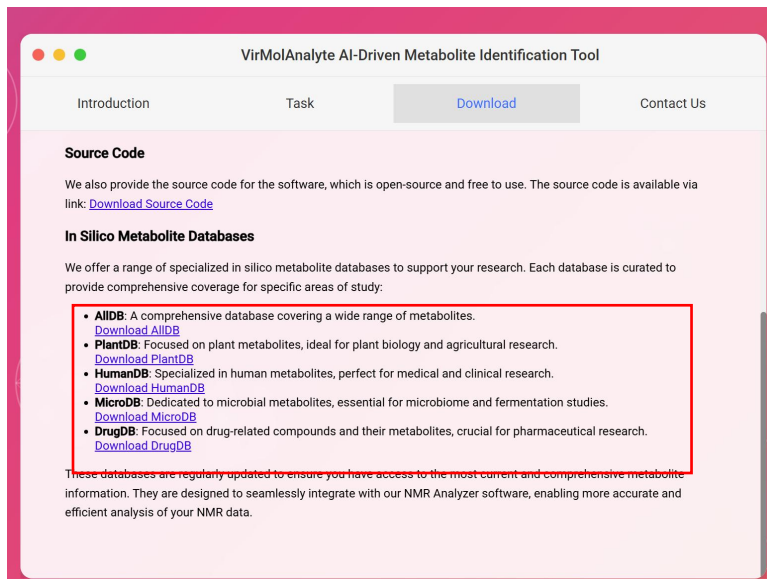 VirMolAnalyte AI-Driven Metabolite Identification Tool
Introduction Task Download Contact Us
Source Code
We also provide the source code for the software, which is open-source and free to use. The source code is available via
link: Download Source Code
In Silico Metabolite Databases
We offer a range of specialized in silico metabolite databases to support your research. Each database is curated to
provide comprehensive coverage for specific areas of study:
• AllDB: A comprehensive database covering a wide range of metabolites.
Download AllDB
• PlantDB: Focused on plant metabolites, ideal for plant biology and agricultural research.
Download PlantDB
• HumanDB: Specialized in human metabolites, perfect for medical and clinical research.
Download HumanDB
• MicroDB: Dedicated to microbial metabolites, essential for microbiome and fermentation studies.
Download MicroDB
• DrugDB: Focused on drug-related compounds and their metabolites, crucial for pharmaceutical research.
Download DrugDB
These databases are regularly updated to ensure you have access to the most current and comprehensive metabolite
information. They are designed to seamlessly integrate with our NMR Analyzer software, enabling more accurate and
efficient analysis of your NMR data.